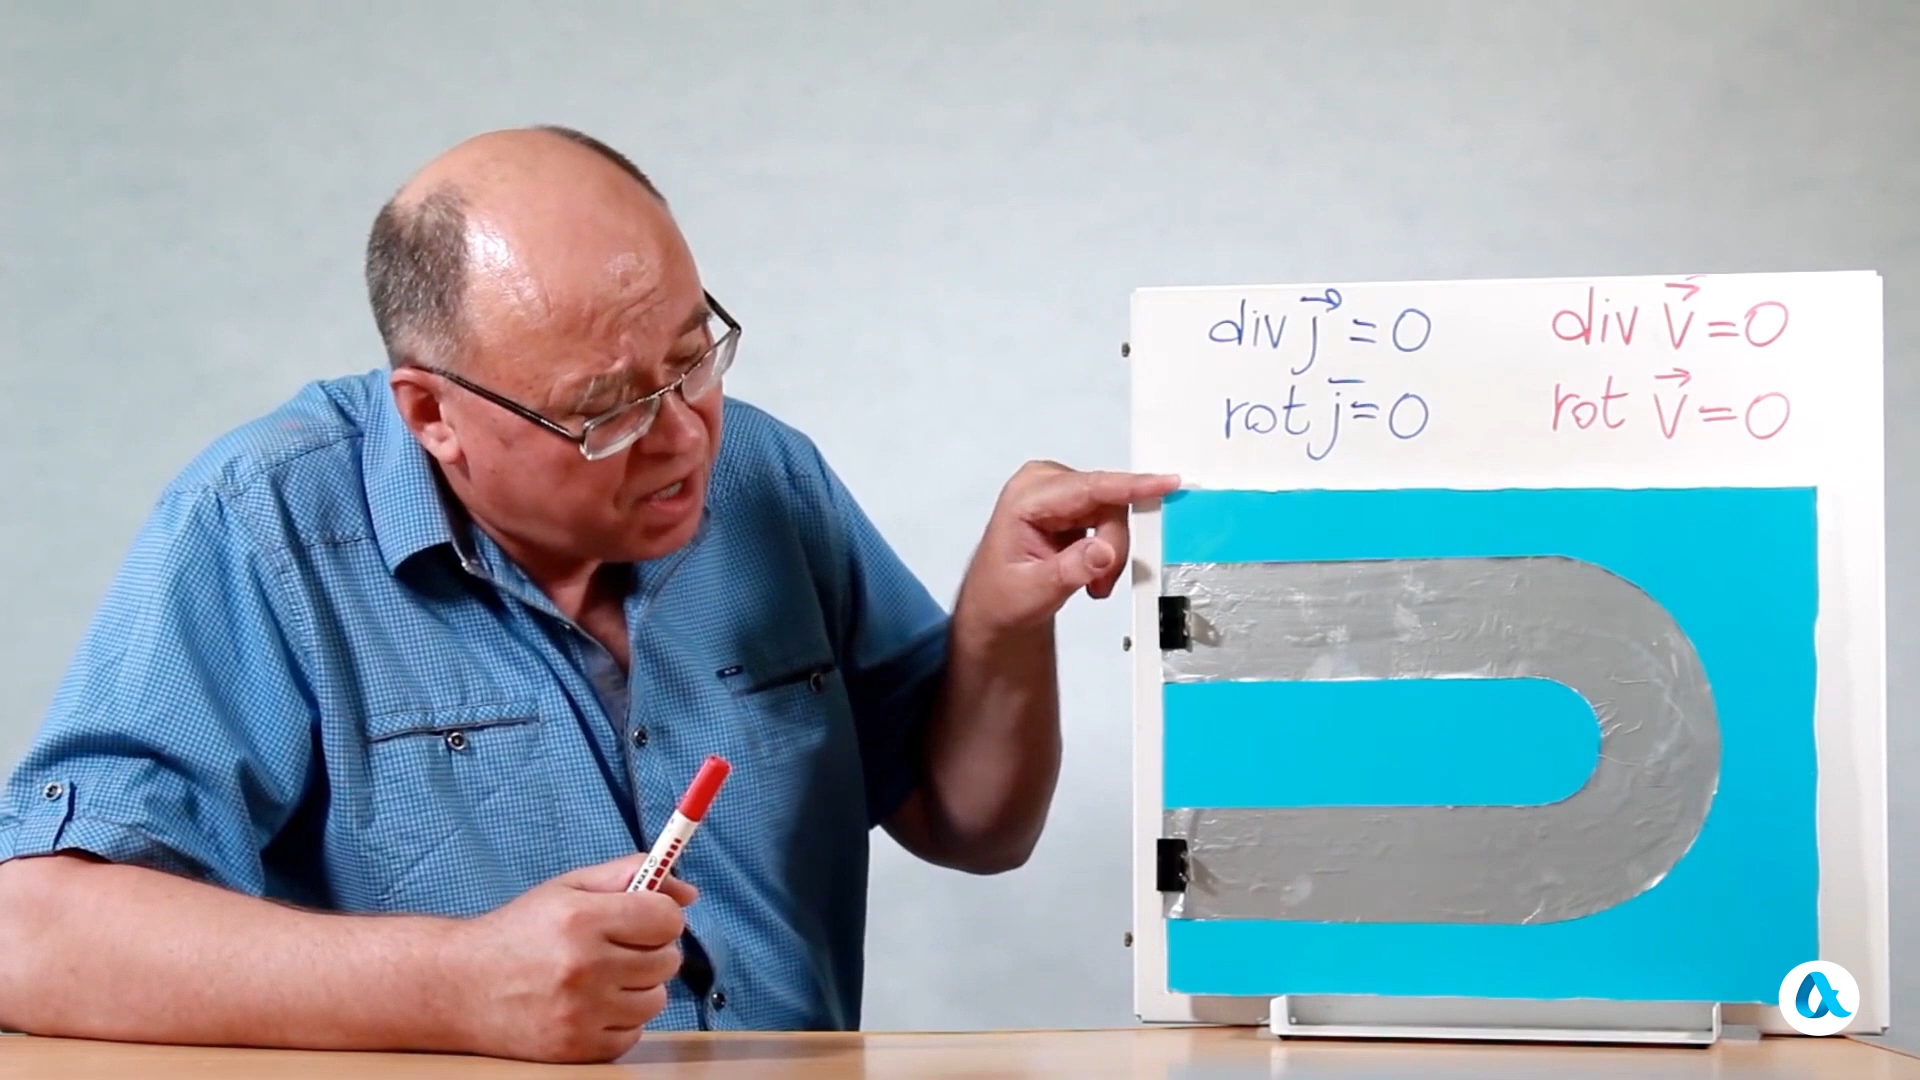 div j⃗ = 0
rot j̄ = 0
div v⃗ = 0
rot v⃗ = 0